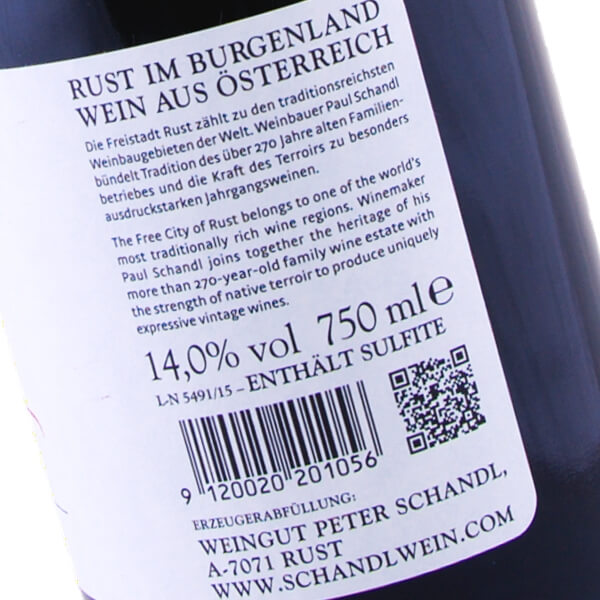 RUST IM BURGENLAND
WEIN AUS ÖSTERREICH
Die Freistadt Rust zählt zu den traditionsreichsten
Weinbaugebieten der Welt. Weinbauer Paul Schandl
bündelt Tradition des über 270 Jahre alten Familien-
betriebes und die Kraft des Terroirs zu besonders
ausdruckstarken Jahrgangsweinen.
The Free City of Rust belongs to one of the world's
most traditionally rich wine regions. Winemaker
Paul Schandl joins together the heritage of his
more than 270-year-old family wine estate with
the strength of native terroir to produce uniquely
expressive vintage wines.
14,0% vol 750 ml e
L-N 5491/15 – ENTHÄLT SULFITE
9 120020 201056
ERZEUGERABFÜLLUNG:
WEINGUT PETER SCHANDL,
A-7071 RUST
WWW.SCHANDLWEIN.COM